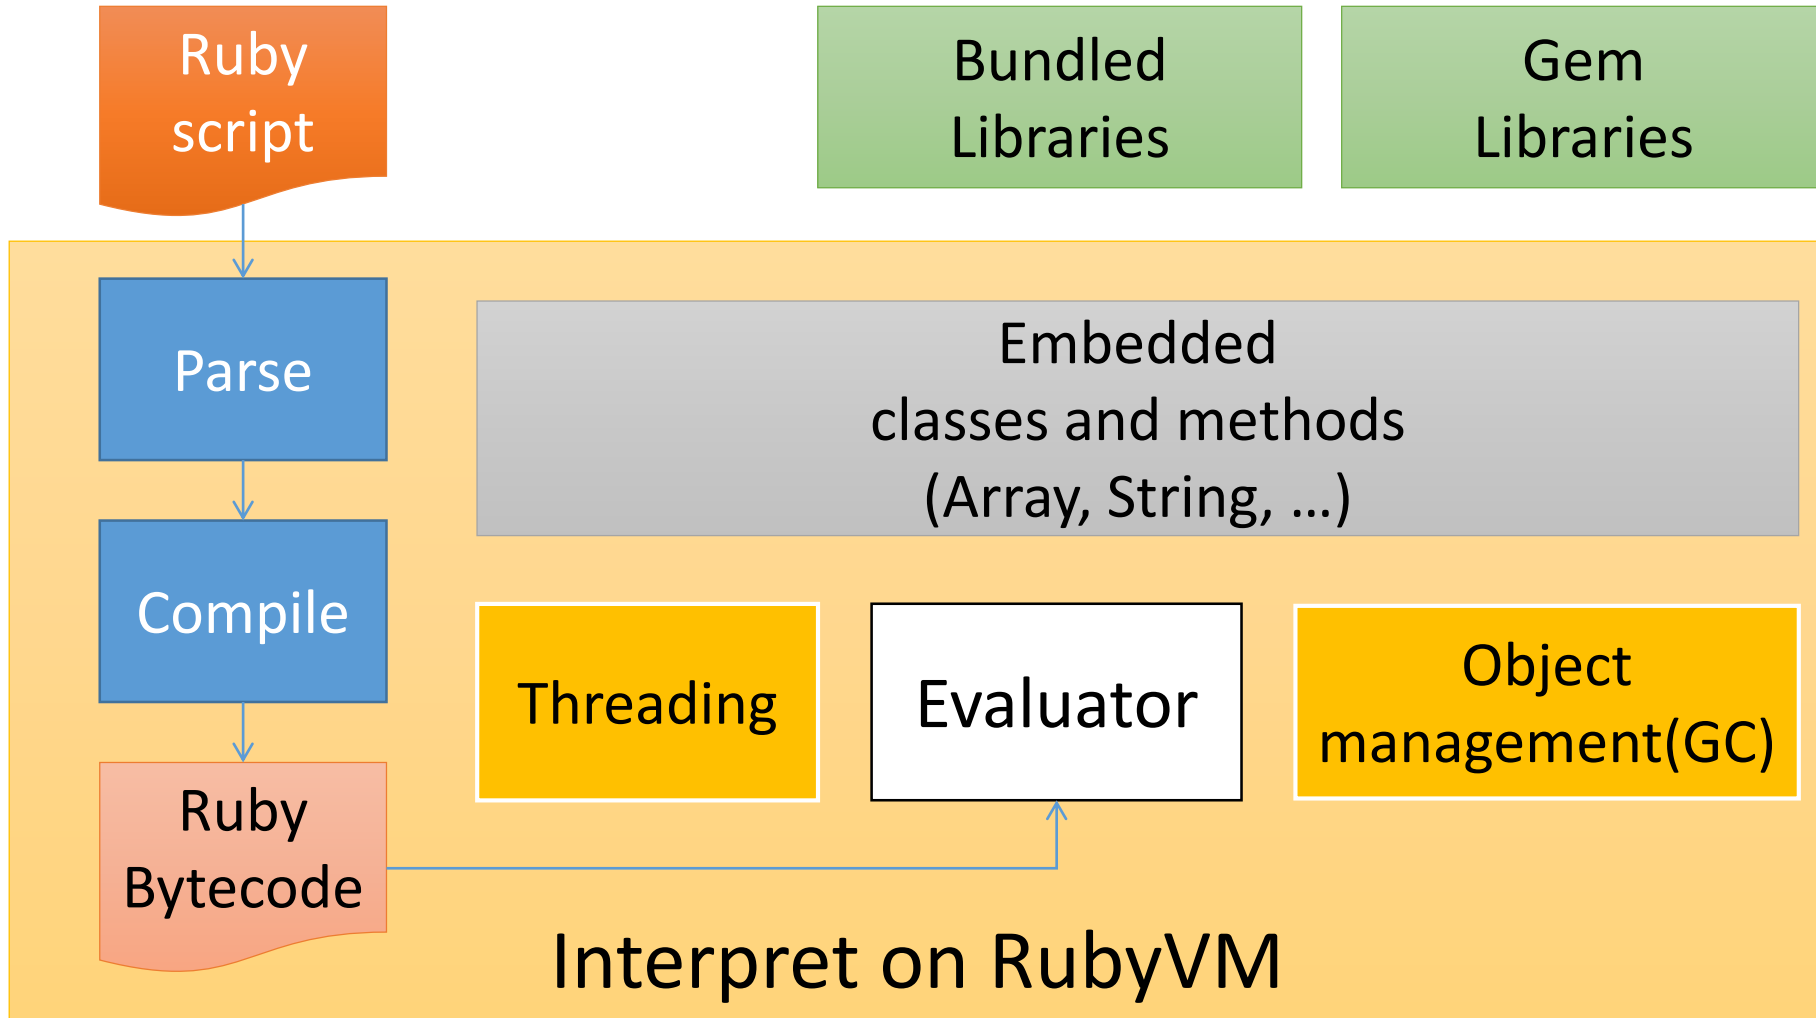 Ruby
script
Bundled
Libraries
Gem
Libraries
Parse
Embedded
classes and methods
(Array, String, …)
Compile
Threading
Evaluator
Object
management(GC)
Ruby
Bytecode
Interpret on RubyVM